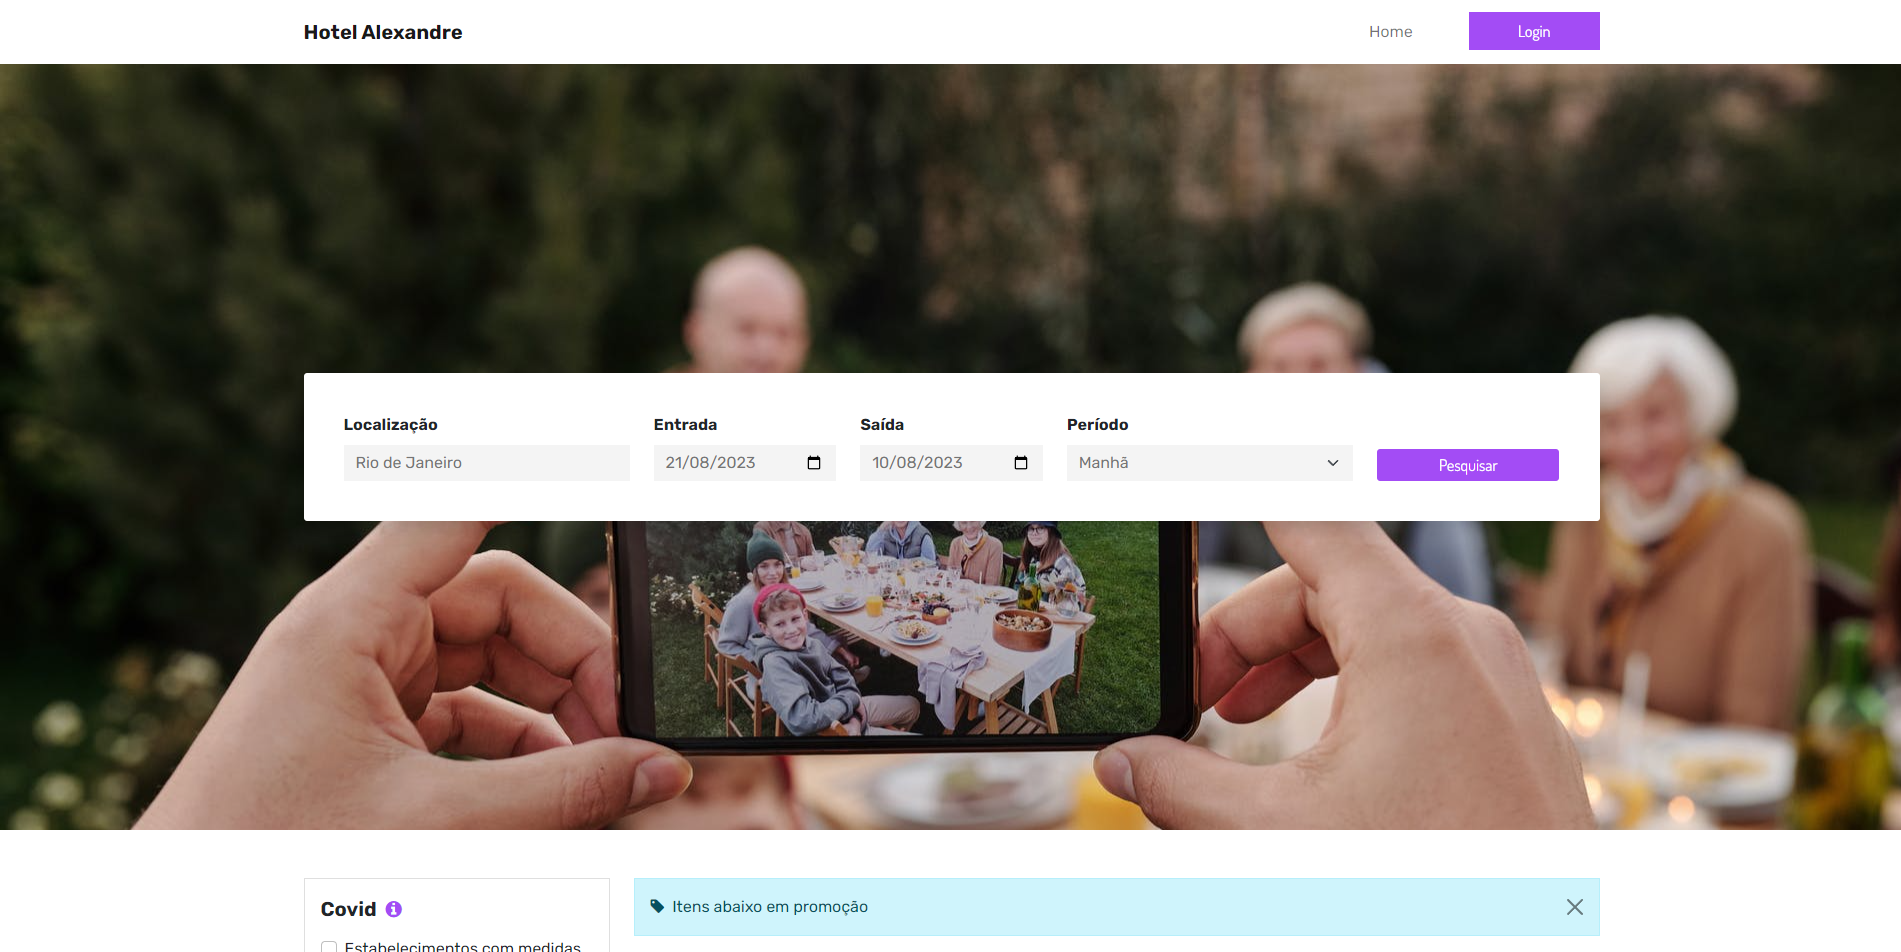 Hotel Alexandre
Home
Login
Localização
Entrada
Saída
Período
Rio de Janeiro
21/08/2023
10/08/2023
Manhã
Pesquisar
Covid
Itens abaixo em promoção
Estabelecimentos com medidas